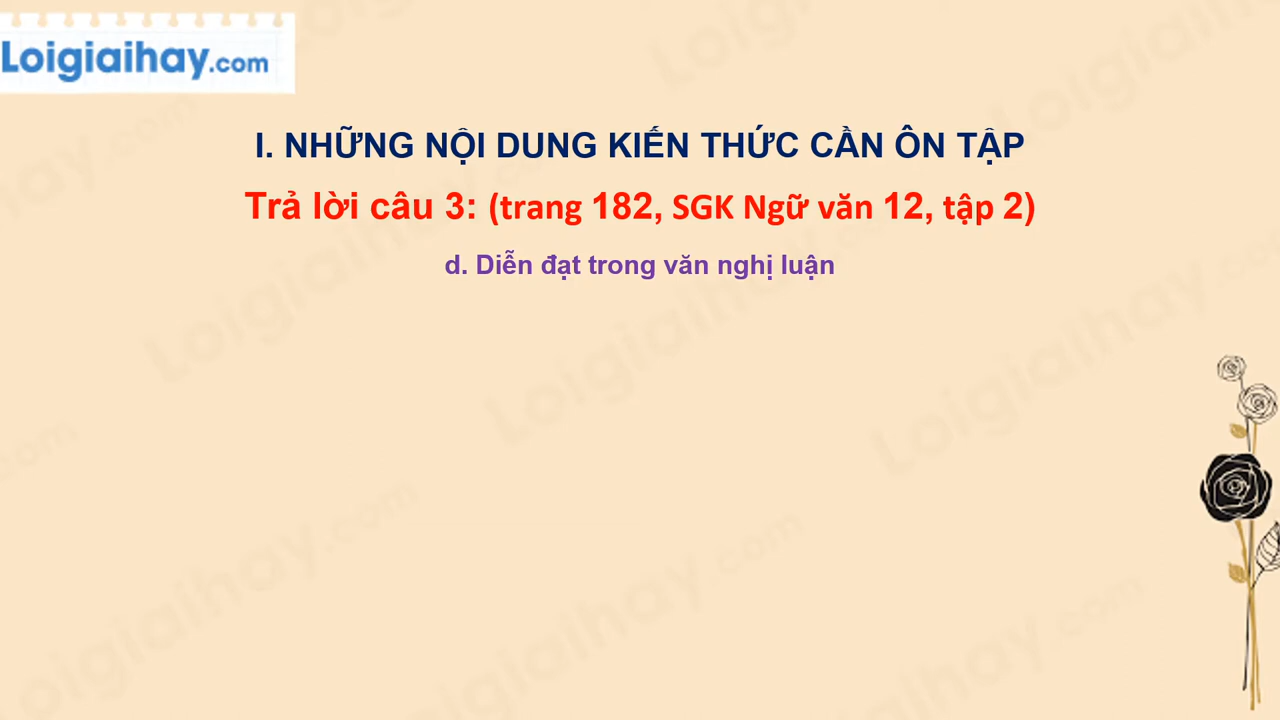 Loigiaihay.com
I. NHỮNG NỘI DUNG KIẾN THỨC CẦN ÔN TẬP
Trả lời câu 3: (trang 182, SGK Ngữ văn 12, tập 2)
d. Diễn đạt trong văn nghị luận